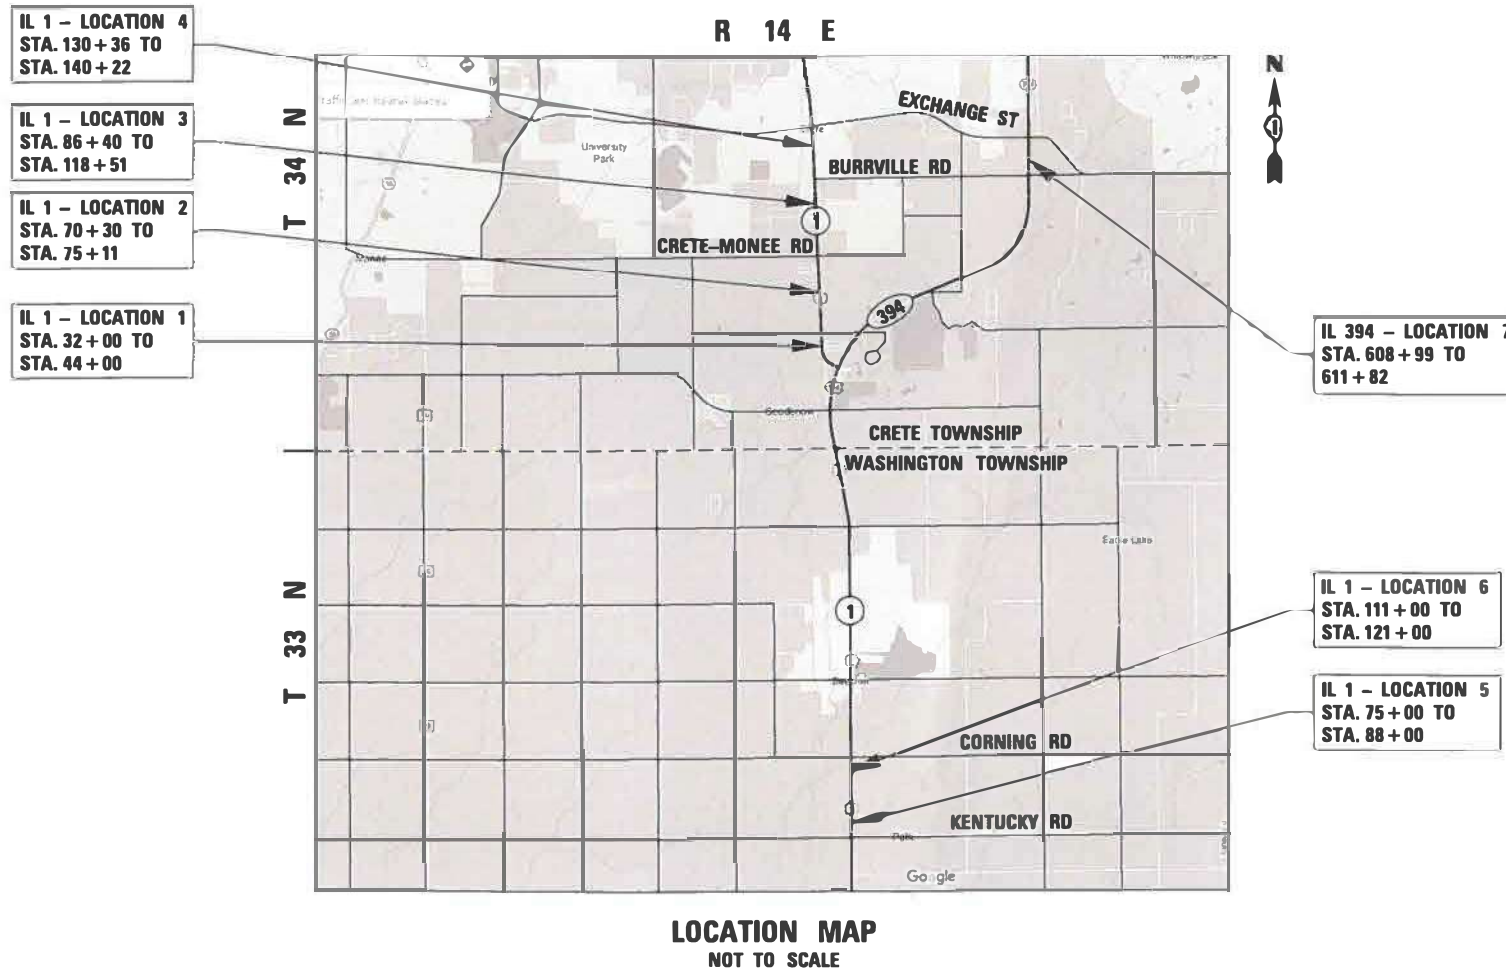 R 14 E
IL 1 - LOCATION 4
STA. 130+36 TO
STA. 140+22
IL 1 - LOCATION 3
STA. 86+40 TO
STA. 118+51
IL 1 - LOCATION 2
STA. 70+30 TO
STA. 75+11
IL 1 - LOCATION 1
STA. 32+00 TO
STA. 44+00
T 34 N
T 33 N
N
EXCHANGE ST
University
Park
BURRVILLE RD
1
CRETE-MONEE RD
Monee
394
IL 394 - LOCATION 7
STA. 608+99 TO
611+82
Goodenow
CRETE TOWNSHIP
WASHINGTON TOWNSHIP
Eagle Lake
1
IL 1 - LOCATION 6
STA. 111+00 TO
STA. 121+00
IL 1 - LOCATION 5
STA. 75+00 TO
STA. 88+00
CORNING RD
KENTUCKY RD
Google
LOCATION MAP
NOT TO SCALE